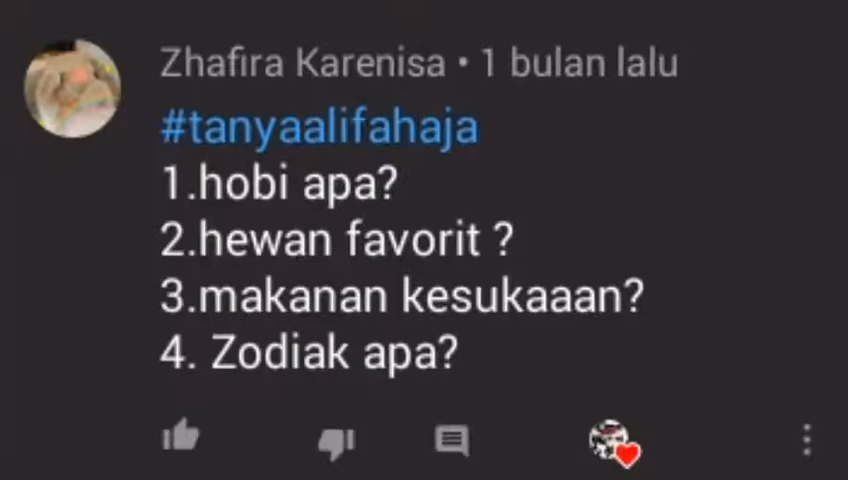 Zhafira Karenisa • 1 bulan lalu
#tanyaalifahaja
1.hobi apa?
2.hewan favorit ?
3.makanan kesukaaan?
4. Zodiak apa?